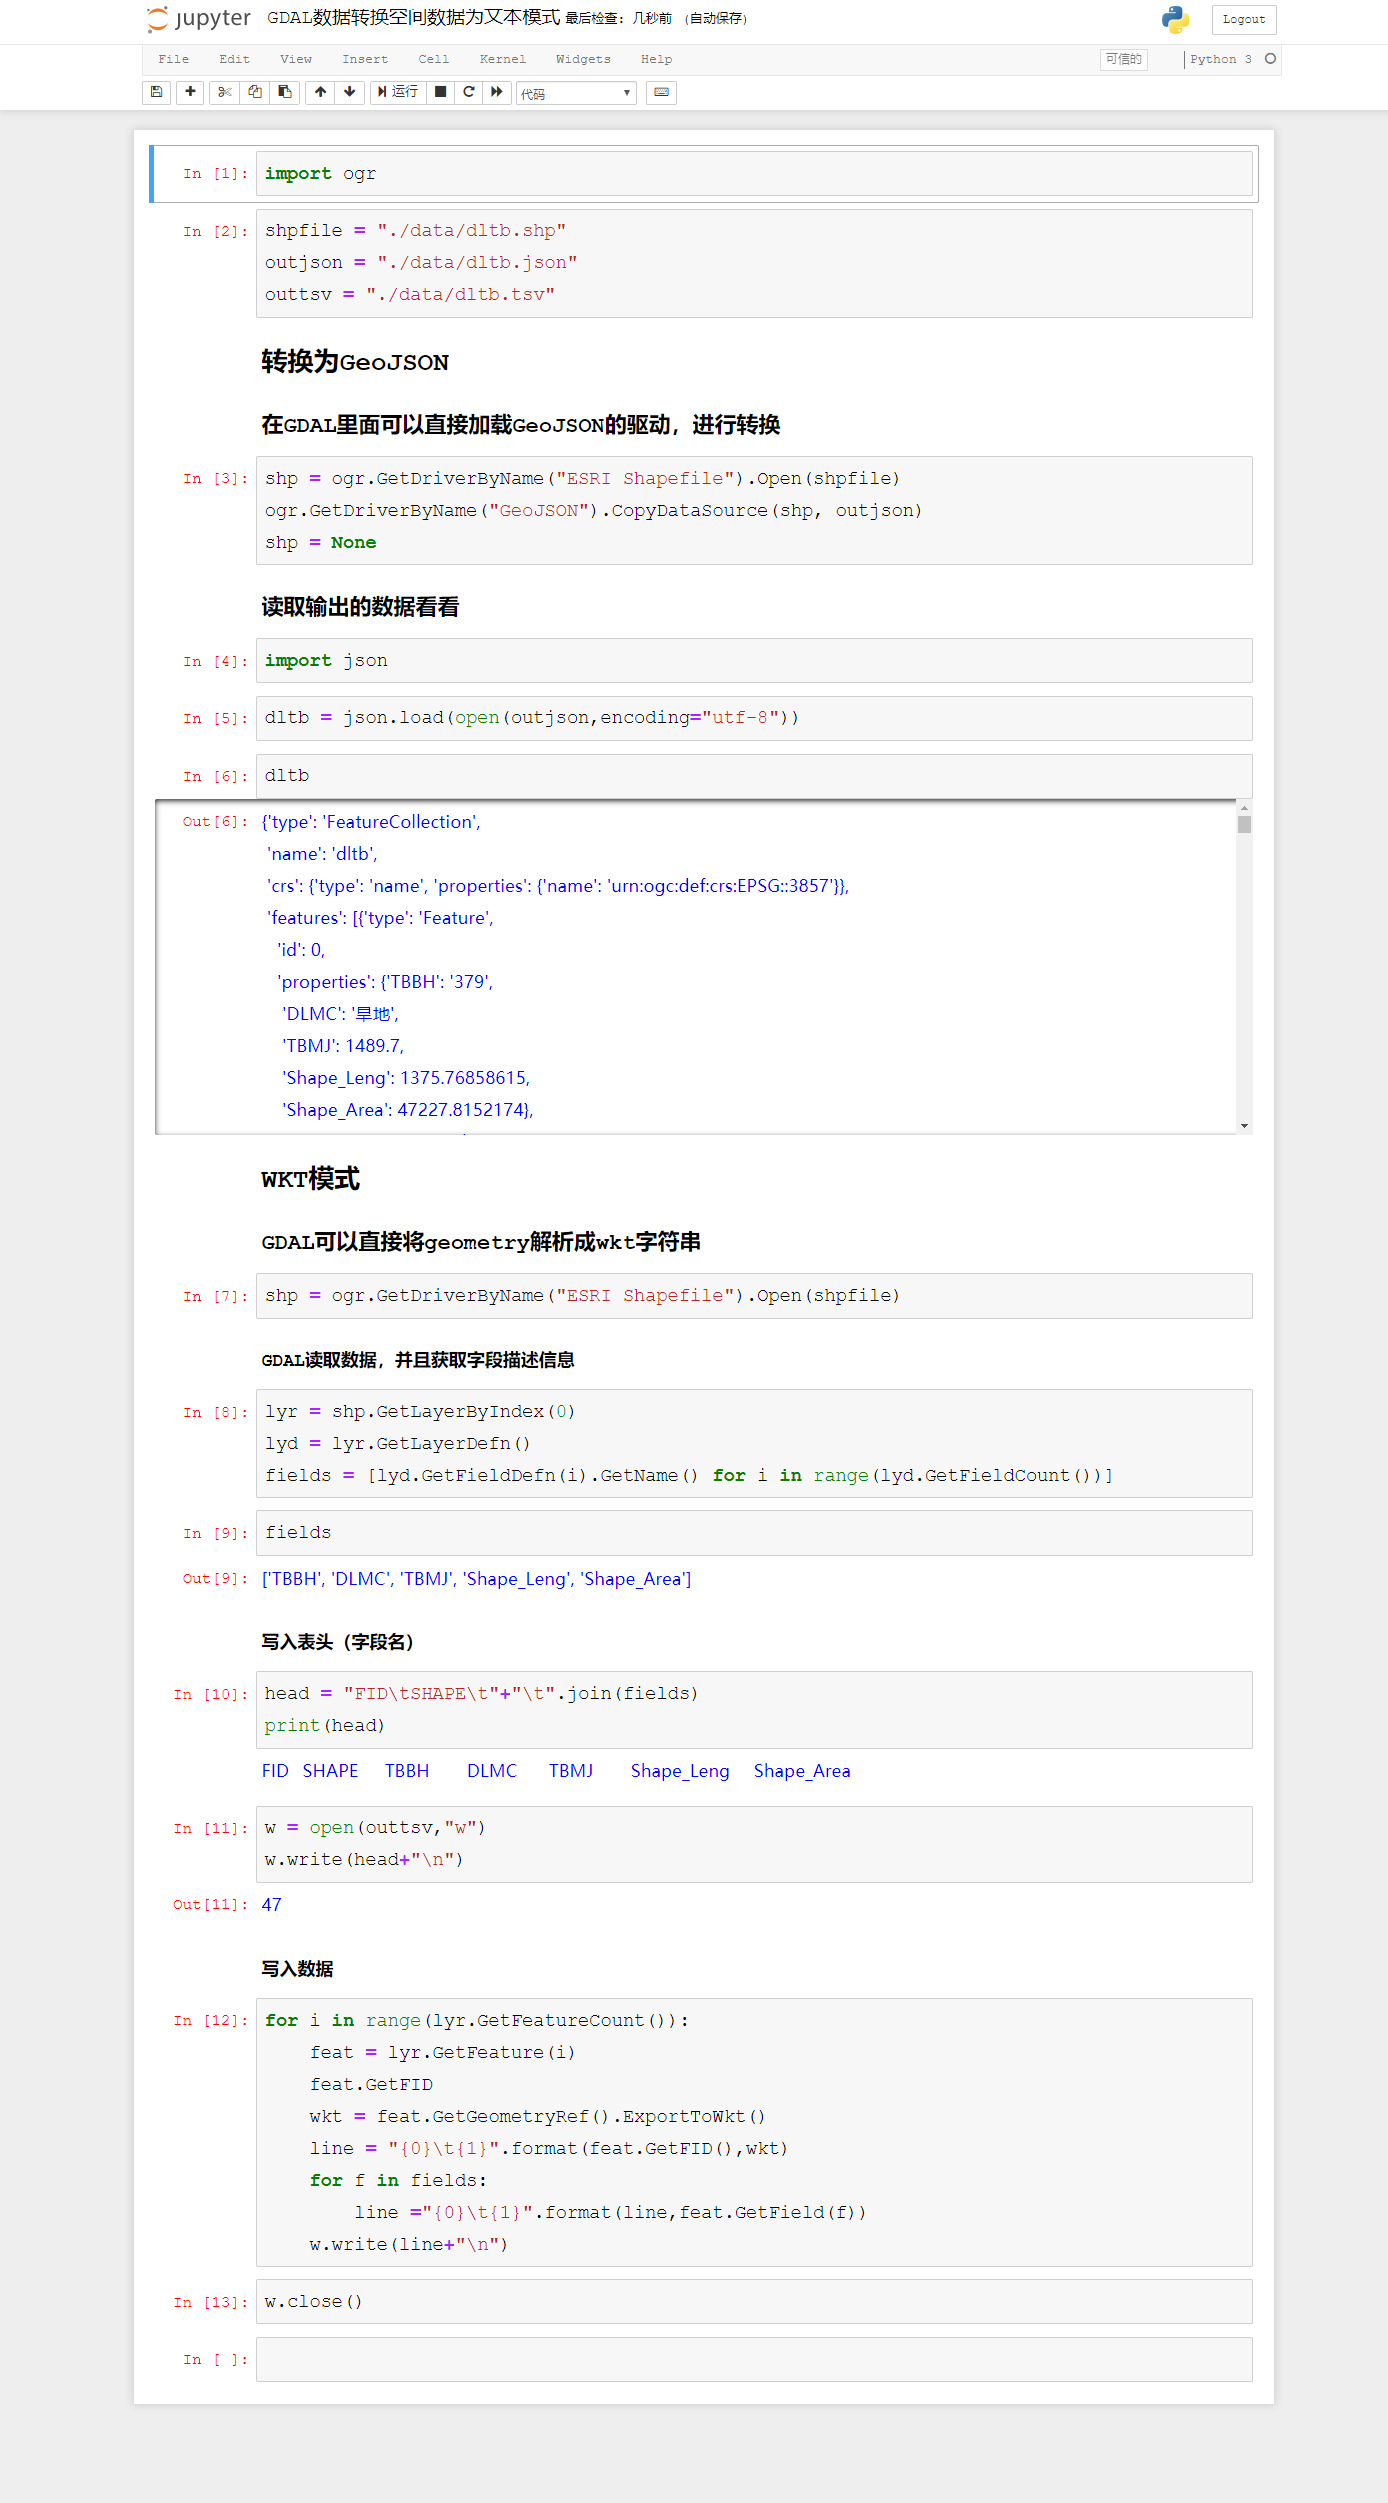 jupyter GDAL数据转换空间数据为文本模式 最后检查: 几秒前 (自动保存) Logout
File Edit View Insert Cell Kernel Widgets Help 可信的 Python 3
运行 代码
In [1]: import ogr
In [2]: shpfile = "./data/dltb.shp"
outjson = "./data/dltb.json"
outtsv = "./data/dltb.tsv"
转换为GeoJSON
在GDAL里面可以直接加载GeoJSON的驱动，进行转换
In [3]: shp = ogr.GetDriverByName("ESRI Shapefile").Open(shpfile)
ogr.GetDriverByName("GeoJSON").CopyDataSource(shp, outjson)
shp = None
读取输出的数据看看
In [4]: import json
In [5]: dltb = json.load(open(outjson,encoding="utf-8"))
In [6]: dltb
Out[6]: {'type': 'FeatureCollection',
'name': 'dltb',
'crs': {'type': 'name', 'properties': {'name': 'urn:ogc:def:crs:EPSG::3857'}},
'features': [{'type': 'Feature',
'id': 0,
'properties': {'TBBH': '379',
'DLMC': '旱地',
'TBMJ': 1489.7,
'Shape_Leng': 1375.76858615,
'Shape_Area': 47227.8152174},
WKT模式
GDAL可以直接将geometry解析成wkt字符串
In [7]: shp = ogr.GetDriverByName("ESRI Shapefile").Open(shpfile)
GDAL读取数据，并且获取字段描述信息
In [8]: lyr = shp.GetLayerByIndex(0)
lyd = lyr.GetLayerDefn()
fields = [lyd.GetFieldDefn(i).GetName() for i in range(lyd.GetFieldCount())]
In [9]: fields
Out[9]: ['TBBH', 'DLMC', 'TBMJ', 'Shape_Leng', 'Shape_Area']
写入表头（字段名）
In [10]: head = "FID\tSHAPE\t"+"\t".join(fields)
print(head)
FID SHAPE TBBH DLMC TBMJ Shape_Leng Shape_Area
In [11]: w = open(outtsv,"w")
w.write(head+"\n")
Out[11]: 47
写入数据
In [12]: for i in range(lyr.GetFeatureCount()):
feat = lyr.GetFeature(i)
feat.GetFID
wkt = feat.GetGeometryRef().ExportToWkt()
line = "{0}\t{1}".format(feat.GetFID(),wkt)
for f in fields:
line ="{0}\t{1}".format(line,feat.GetField(f))
w.write(line+"\n")
In [13]: w.close()
In [ ]: